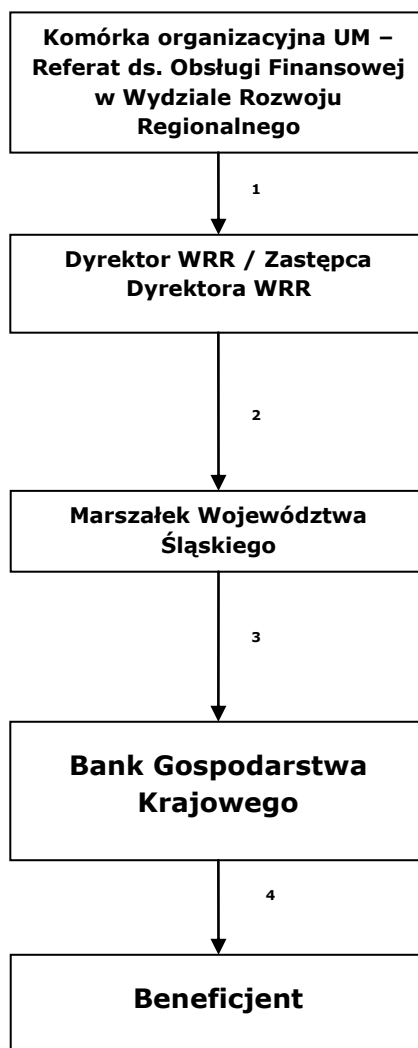 Komórka organizacyjna UM –
Referat ds. Obsługi Finansowej
w Wydziale Rozwoju
Regionalnego
1
Dyrektor WRR / Zastępca
Dyrektora WRR
2
Marszałek Województwa
Śląskiego
3
Bank Gospodarstwa
Krajowego
4
Beneficjent